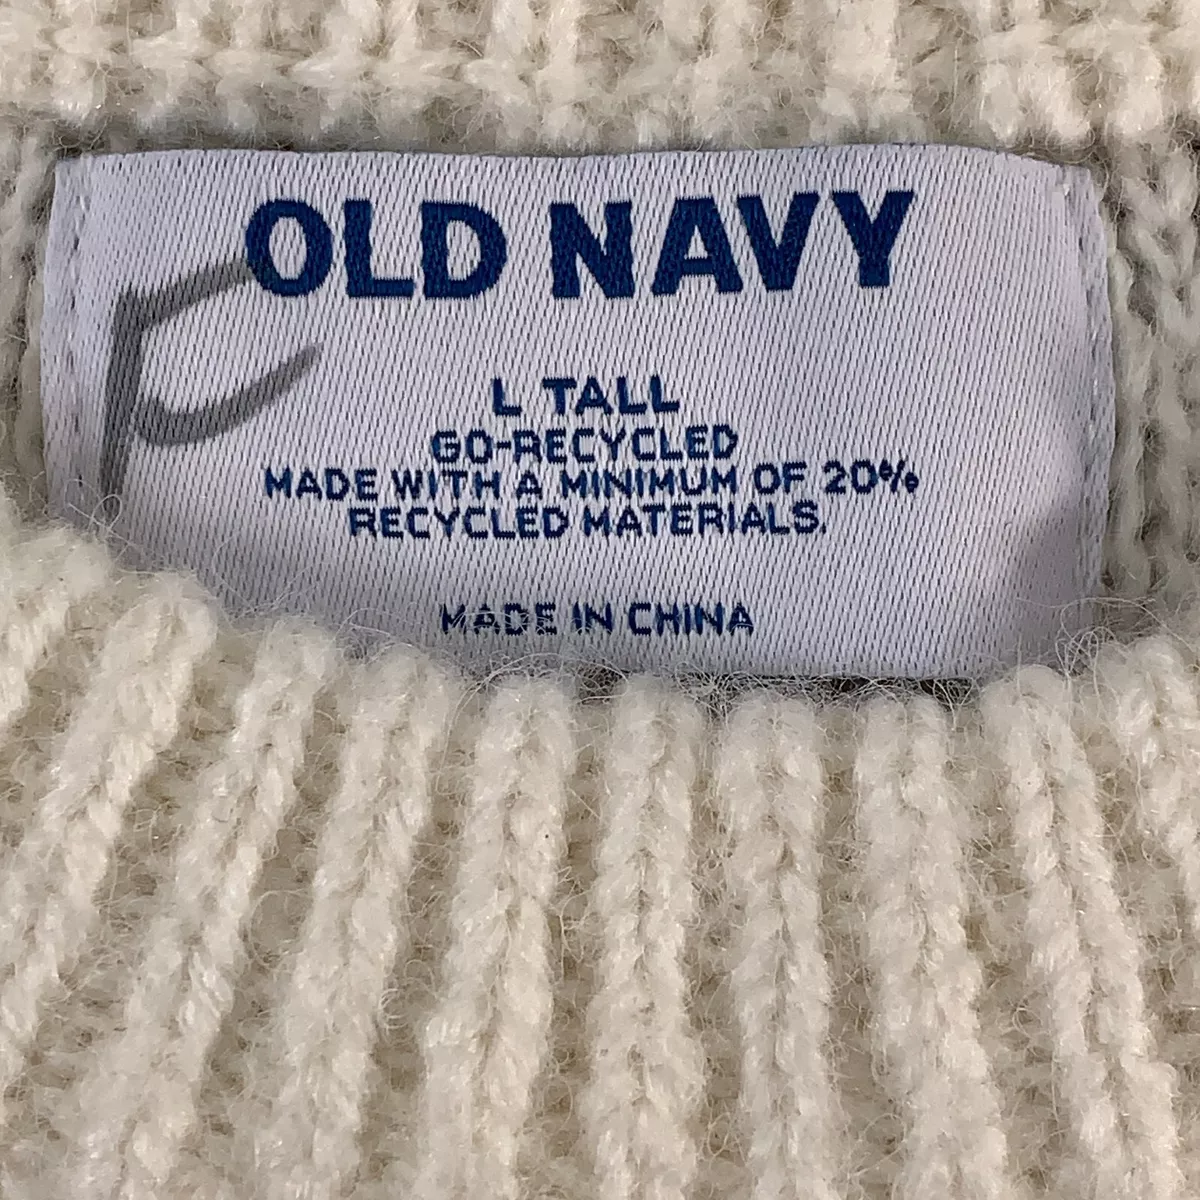 OLD NAVY
L TALL
GO-RECYCLED
MADE WITH A MINIMUM OF 20%
RECYCLED MATERIALS.
MADE IN CHINA